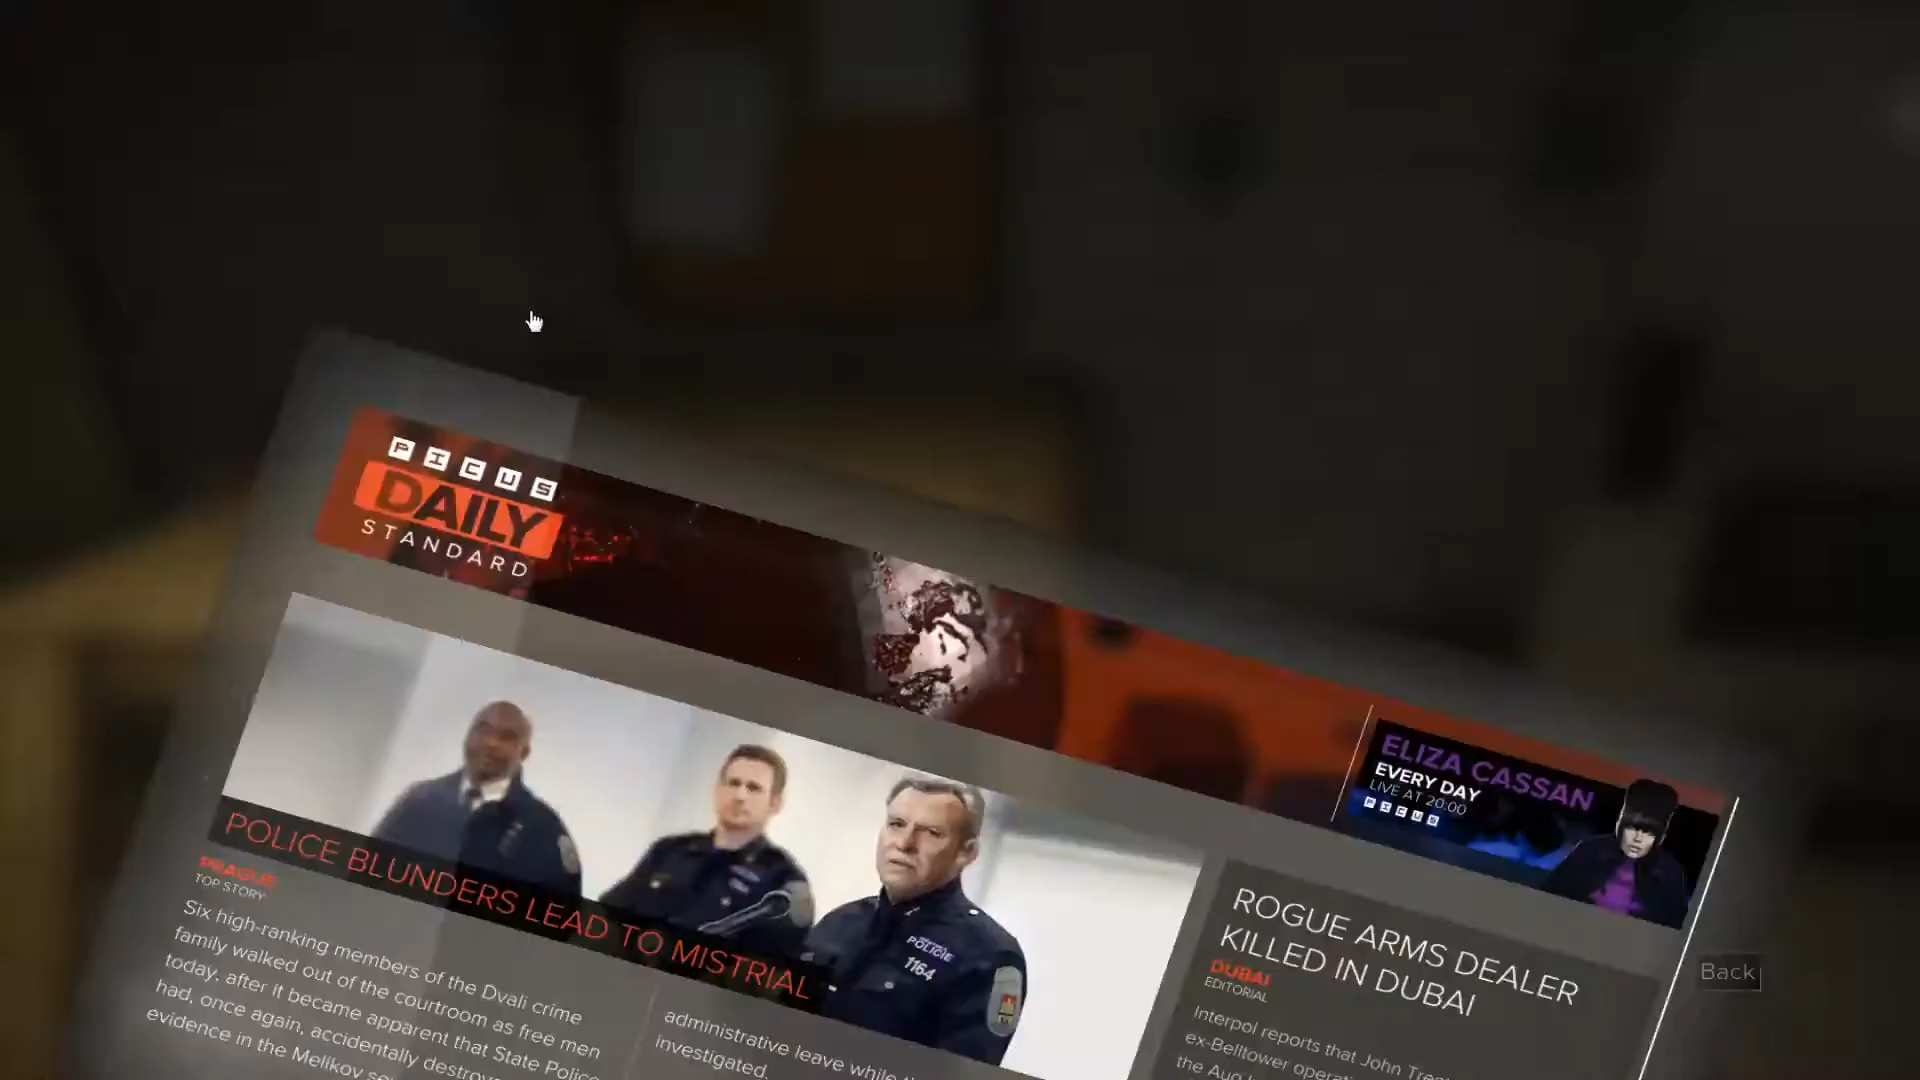 PICUS
DAILY
STANDARD
ELIZA CASSAN
EVERY DAY
LIVE AT 20:00
PICUS
POLICIE
1164
POLICE BLUNDERS LEAD TO MISTRIAL
PRAGUE
TOP STORY
Six high-ranking members of the Dvali crime
family walked out of the courtroom as free men
today, after it became apparent that State Police
had, once again, accidentally
evidence in the Melikov
administrative leave while
investigated.
ROGUE ARMS DEALER
KILLED IN DUBAI
DUBAI
EDITORIAL
Interpol reports that John
ex-Belltower
the Aug
Back